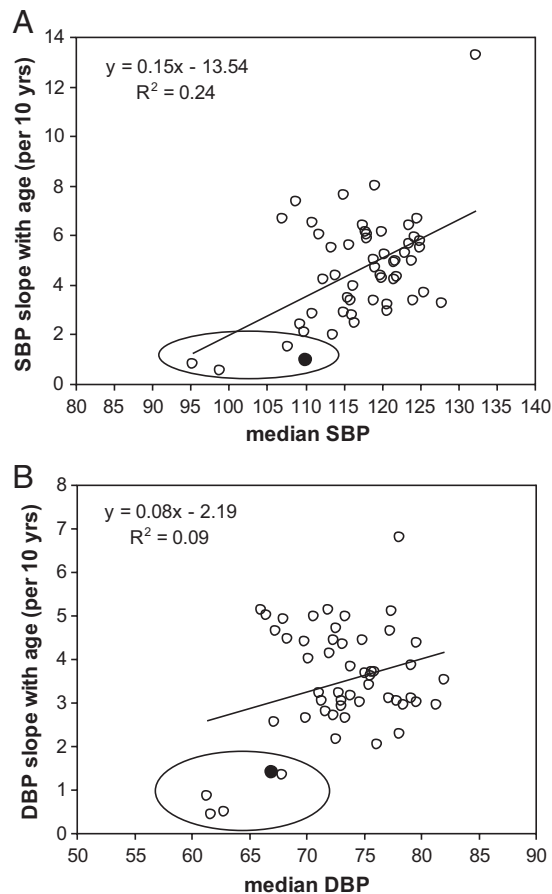 A
y = 0.15x - 13.54
R² = 0.24
SBP slope with age (per 10 yrs)
14
12
10
8
6
4
2
0
80 85 90 95 100 105 110 115 120 125 130 135 140
median SBP
B
y = 0.08x - 2.19
R² = 0.09
DBP slope with age (per 10 yrs)
8
7
6
5
4
3
2
1
0
50 55 60 65 70 75 80 85 90
median DBP